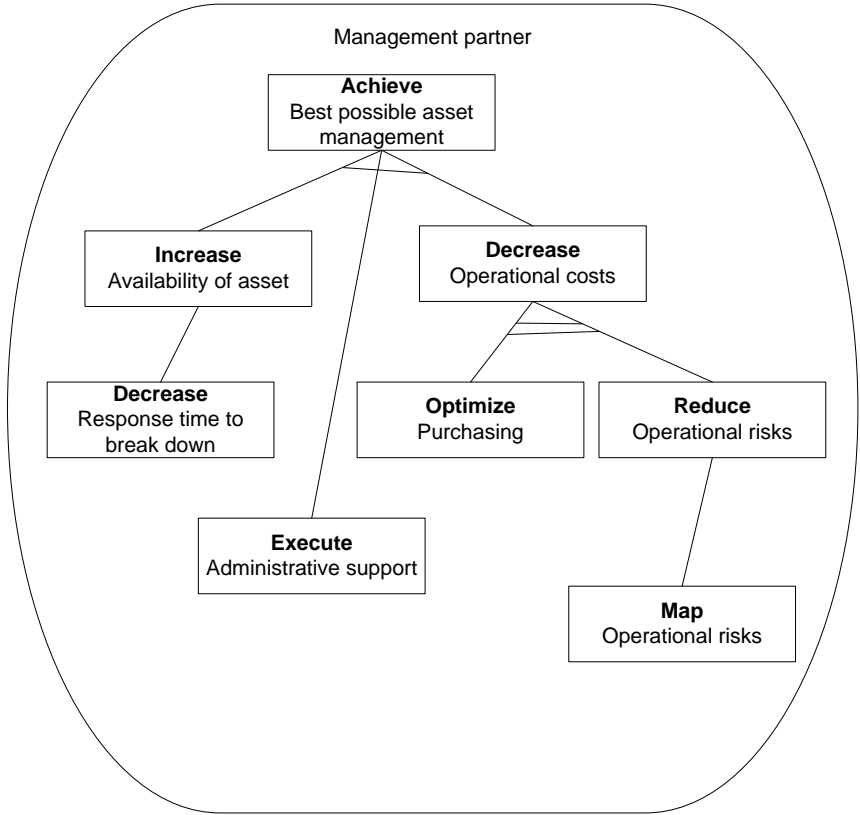 Management partner
Achieve
Best possible asset
management
Increase
Availability of asset
Decrease
Operational costs
Decrease
Response time to
break down
Optimize
Purchasing
Reduce
Operational risks
Execute
Administrative support
Map
Operational risks